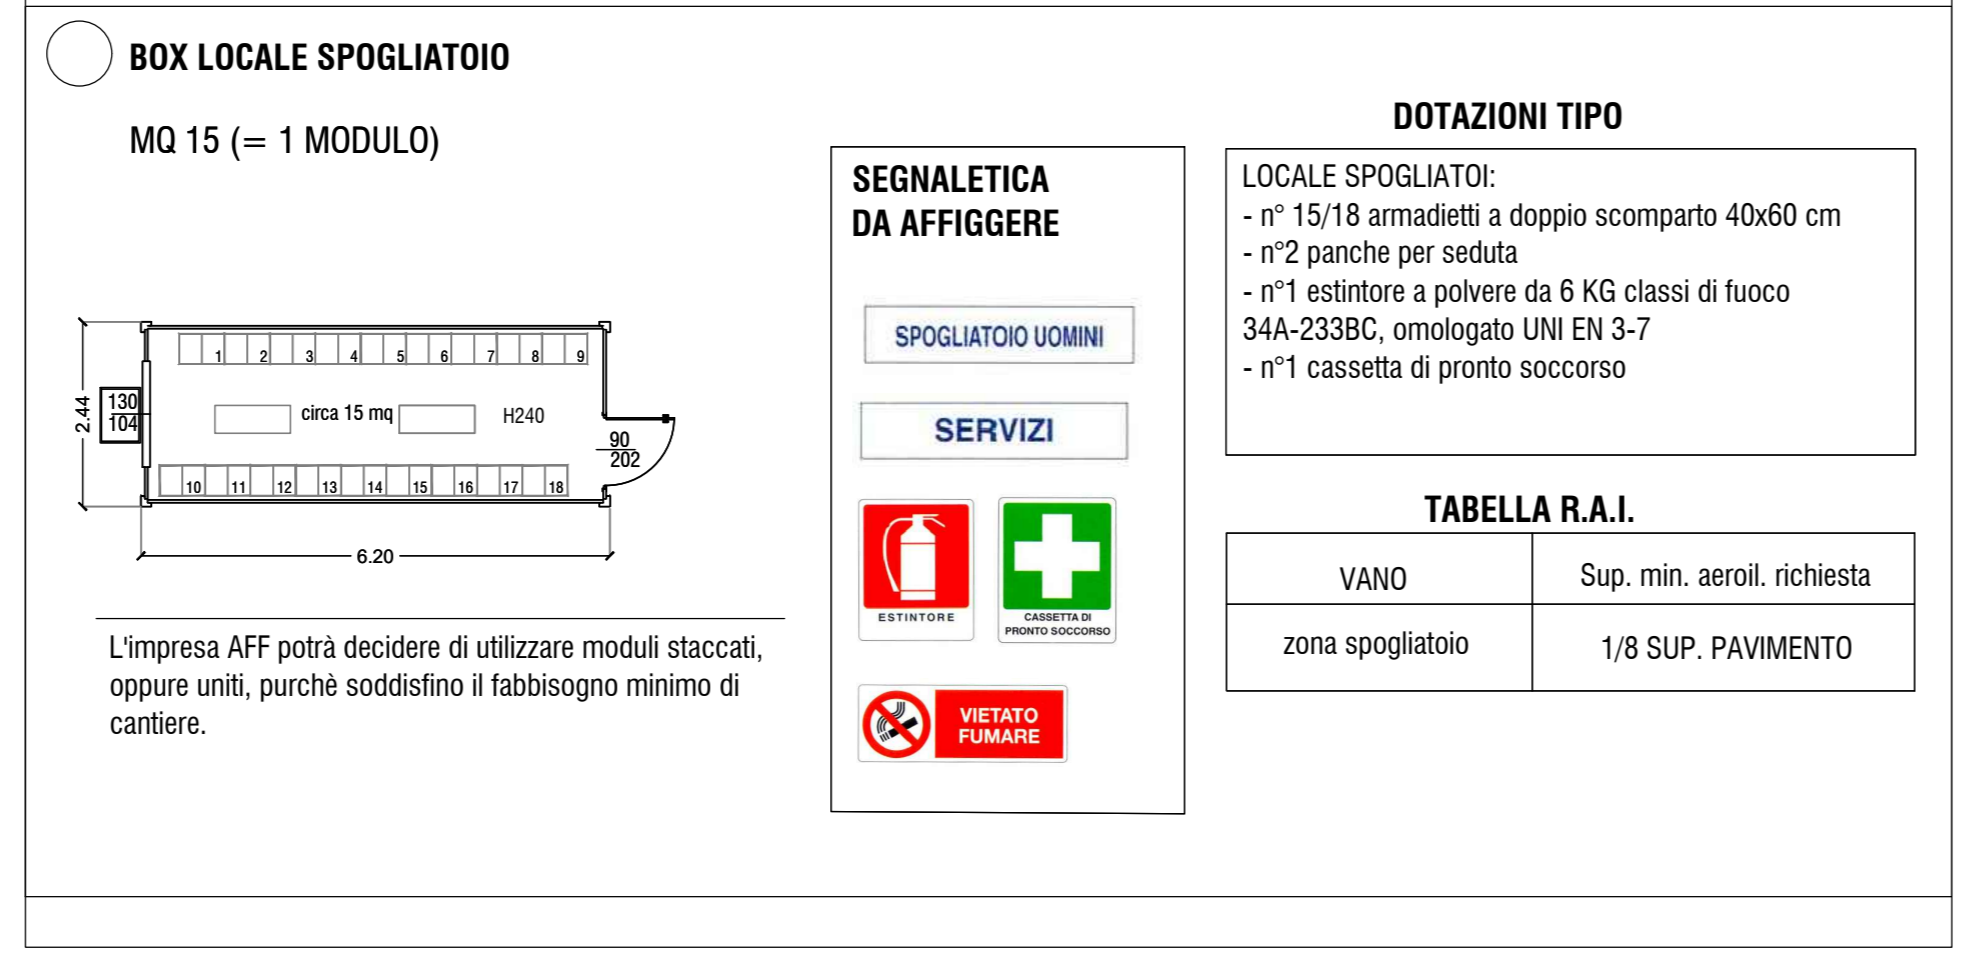 BOX LOCALE SPOGLIATOIO
MQ 15 (= 1 MODULO)
1 2 3 4 5 6 7 8 9
2.44
130
104
circa 15 mq
H240
90
202
10 11 12 13 14 15 16 17 18
6.20
L'impresa AFF potrà decidere di utilizzare moduli staccati,
oppure uniti, purchè soddisfino il fabbisogno minimo di
cantiere.
SEGNALETICA
DA AFFIGGERE
SPOGLIATOIO UOMINI
SERVIZI
ESTINTORE
CASSETTA DI
PRONTO SOCCORSO
VIETATO
FUMARE
DOTAZIONI TIPO
LOCALE SPOGLIATOI:
- n° 15/18 armadietti a doppio scomparto 40x60 cm
- n°2 panche per seduta
- n°1 estintore a polvere da 6 KG classi di fuoco
34A-233BC, omologato UNI EN 3-7
- n°1 cassetta di pronto soccorso
TABELLA R.A.I.
VANO
Sup. min. aeroil. richiesta
zona spogliatoio
1/8 SUP. PAVIMENTO